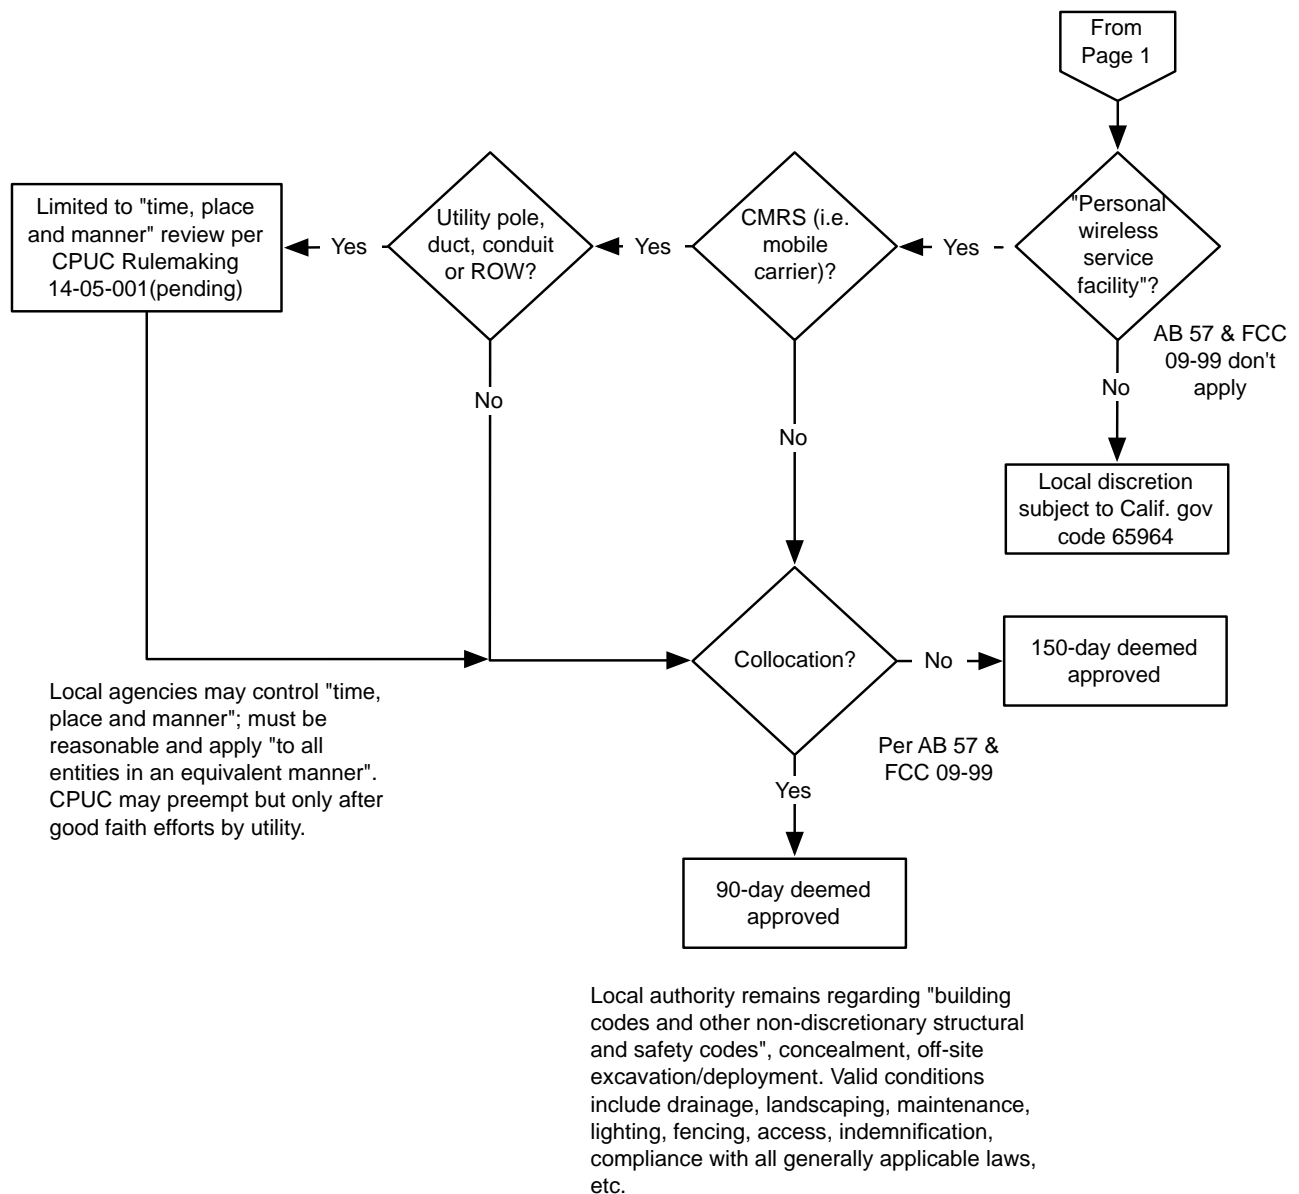 From
Page 1
Limited to "time, place
and manner" review per
CPUC Rulemaking
14-05-001(pending)
Yes
Utility pole,
duct, conduit
or ROW?
Yes
CMRS (i.e.
mobile
carrier)?
Yes
"Personal
wireless
service
facility"?
AB 57 & FCC
09-99 don't
apply
No
No
No
Local discretion
subject to Calif. gov
code 65964
Collocation?
No
150-day deemed
approved
Local agencies may control "time,
place and manner"; must be
reasonable and apply "to all
entities in an equivalent manner".
CPUC may preempt but only after
good faith efforts by utility.
Per AB 57 &
FCC 09-99
Yes
90-day deemed
approved
Local authority remains regarding "building
codes and other non-discretionary structural
and safety codes", concealment, off-site
excavation/deployment. Valid conditions
include drainage, landscaping, maintenance,
lighting, fencing, access, indemnification,
compliance with all generally applicable laws,
etc.